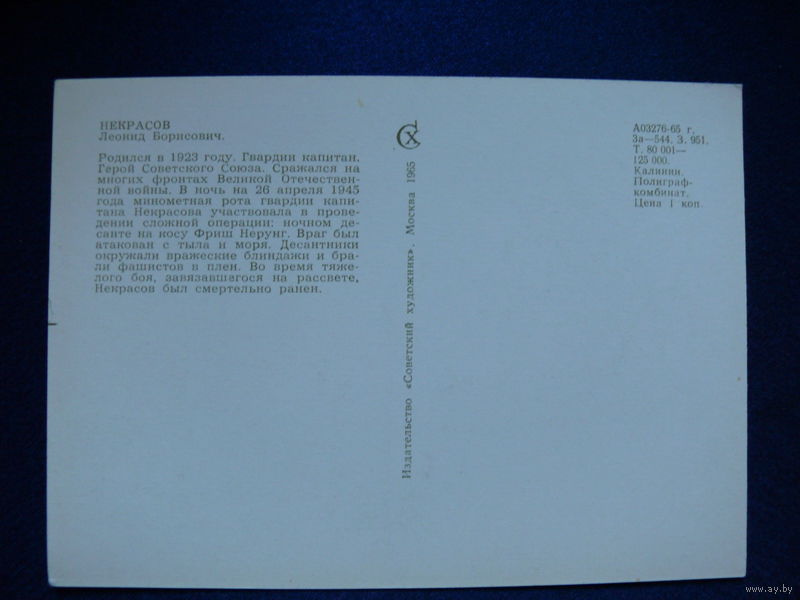 НЕКРАСОВ
Леонид Борисович.
Родился в 1923 году. Гвардии капитан.
Герой Советского Союза. Сражался на
многих фронтах Великой Отечествен-
ной войны. В ночь на 26 апреля 1945
года минометная рота гвардии капи-
тана Некрасова участвовала в прове-
дении сложной операции: ночном де-
санте на косу Фриш Нерунг. Враг был
атакован с тыла и моря. Десантники
окружали вражеские блиндажи и бра-
ли фашистов в плен. Во время тяже-
лого боя, завязавшегося на рассвете,
Некрасов был смертельно ранен.
СХ
Издательство «Советский художник», Москва 1965
А03276-65 г.
За—544. З. 951.
Т. 80 001—
125 000.
Калинин.
Полиграф-
комбинат.
Цена 1 коп.
www.ay.by